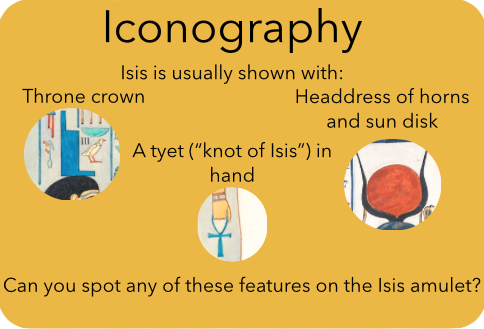 Iconography
Isis is usually shown with:
Throne crown
Headdress of horns
and sun disk
A tyet (“knot of Isis”) in
hand
Can you spot any of these features on the Isis amulet?